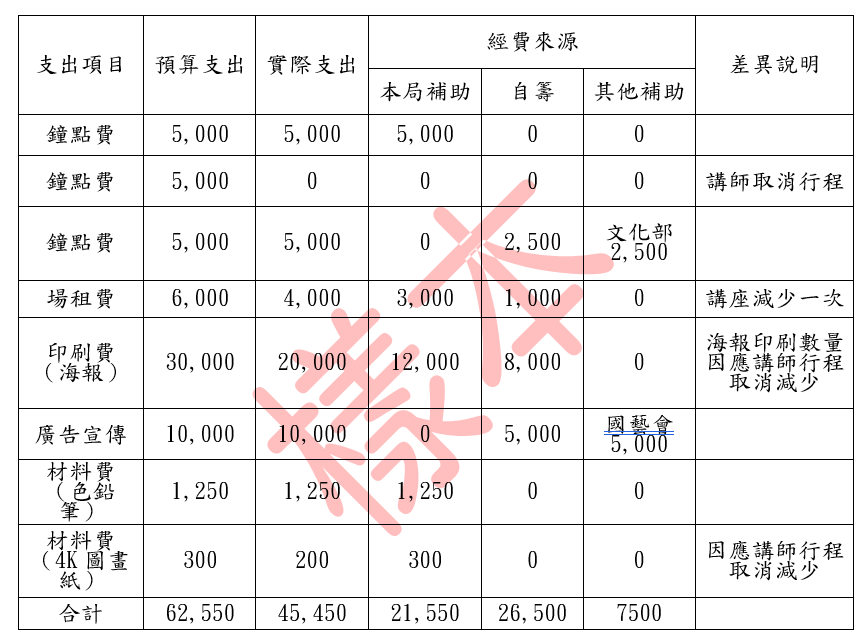 支出項目 預算支出 實際支出 經費來源 差異說明
本局補助 自籌 其他補助
鐘點費 5,000 5,000 5,000 0 0
鐘點費 5,000 0 0 0 0 講師取消行程
鐘點費 5,000 5,000 0 2,500 文化部
2,500
場租費 6,000 4,000 3,000 1,000 0 講座減少一次
印刷費
（海報） 30,000 20,000 12,000 8,000 0 海報印刷數量
因應講師行程
取消減少
廣告宣傳 10,000 10,000 0 5,000 國藝會
5,000
材料費
（色鉛
筆） 1,250 1,250 1,250 0 0
材料費
（4K 圖畫
紙） 300 200 300 0 0 因應講師行程
取消減少
合計 62,550 45,450 21,550 26,500 7500
樣本